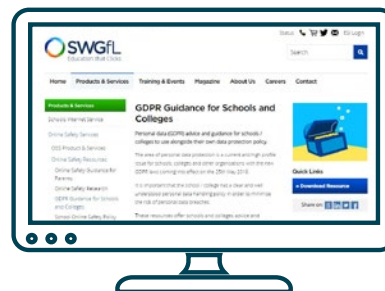 Status
Login
SWGfL
Education that Clicks
Search
Home Products & Services Training & Events Magazine About Us Careers Contact
Products & Services
Schools Internet Service
Online Safety Services
OSS Product & Services
Online Safety Resources
Online Safety Guidance for
Parents
Online Safety Research
GDPR Guidance for Schools
and Colleges
School Online Safety Policy
GDPR Guidance for Schools and
Colleges
Personal data (GDPR) advice and guidance for schools /
colleges to use alongside their own data protection policy.
The area of personal data protection is a current and high profile
issue for schools, colleges and other organisations with the new
GDPR laws coming into effect on the 25th May 2018.
It is important that the school / college has a clear and well
understood personal data handling policy in order to minimise
the risk of personal data breaches.
These resources offer schools and colleges advice and
Quick Links
» Download Resource
Share on